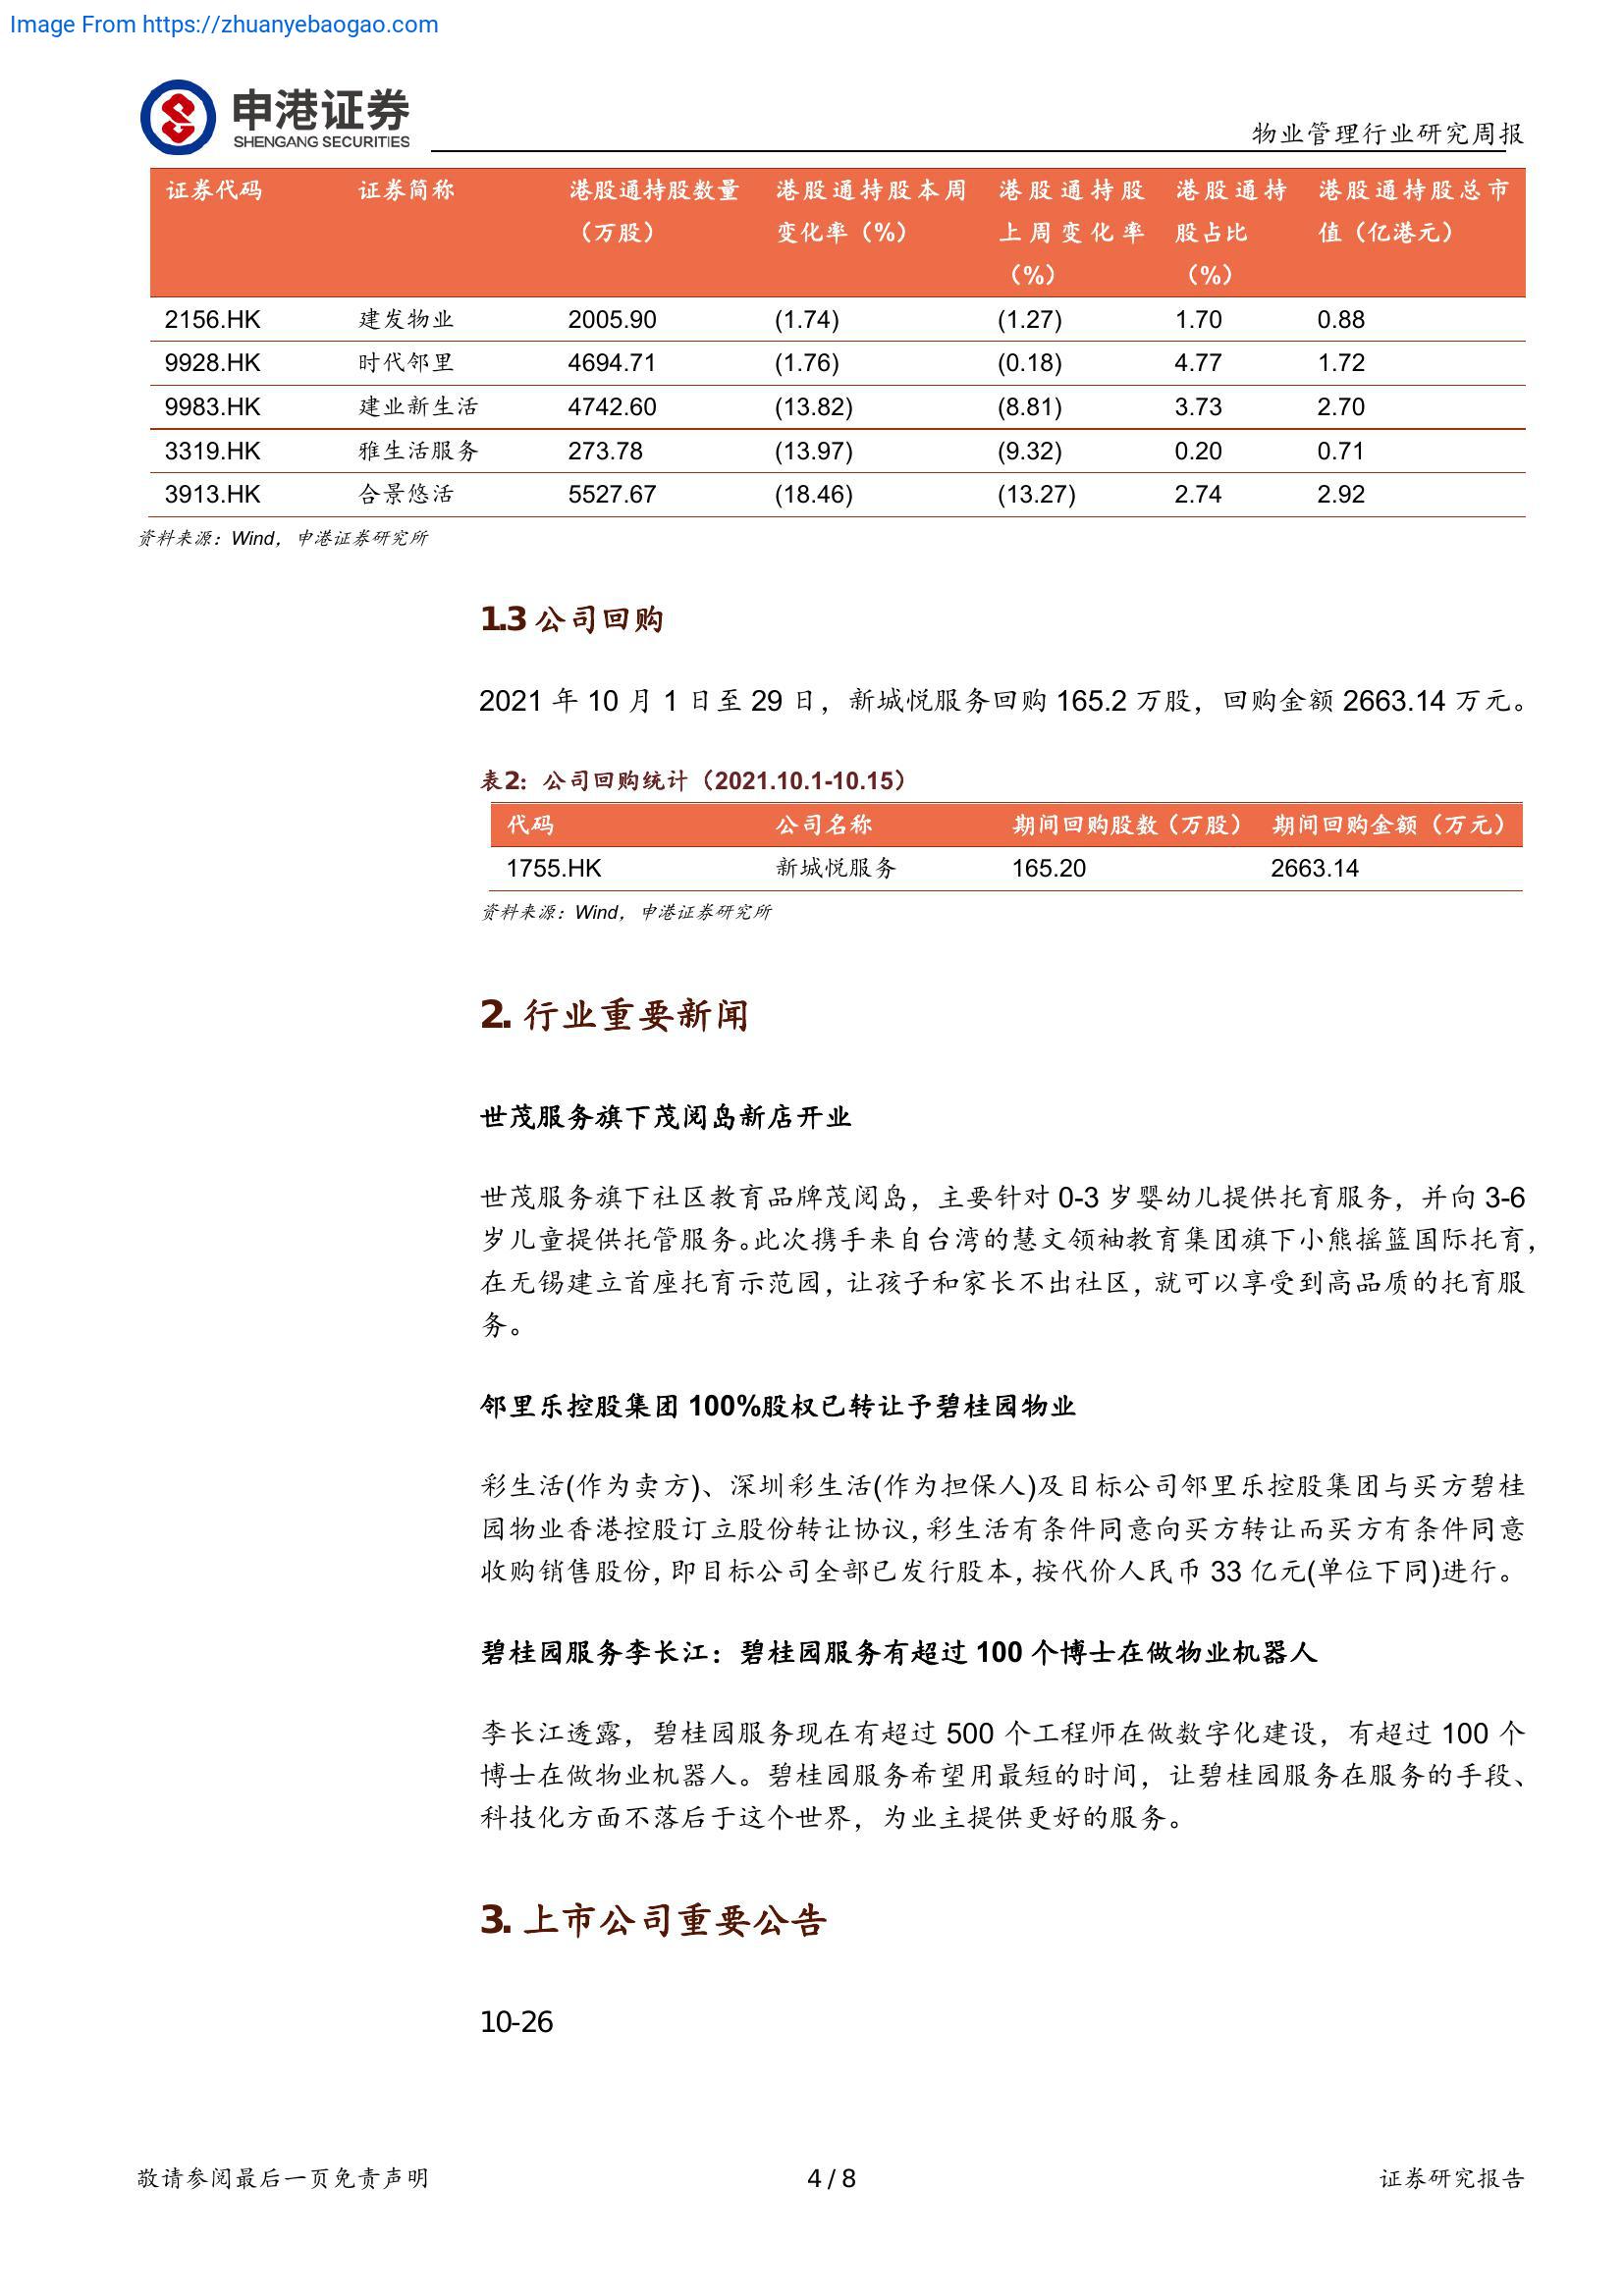 Image From https://zhuanyebaogao.com
申港证券
SHENGANG SECURITIES
物业管理行业研究周报
证券代码 证券简称 港股通持股数量（万股） 港股通持股本周变化率（%） 港股通持股上周变化率（%） 港股通持股占比（%） 港股通持股总市值（亿港元）
2156.HK 建发物业 2005.90 (1.74) (1.27) 1.70 0.88
9928.HK 时代邻里 4694.71 (1.76) (0.18) 4.77 1.72
9983.HK 建业新生活 4742.60 (13.82) (8.81) 3.73 2.70
3319.HK 雅生活服务 273.78 (13.97) (9.32) 0.20 0.71
3913.HK 合景悠活 5527.67 (18.46) (13.27) 2.74 2.92
资料来源：Wind，申港证券研究所
1.3 公司回购
2021 年 10 月 1 日至 29 日，新城悦服务回购 165.2 万股，回购金额 2663.14 万元。
表2：公司回购统计（2021.10.1-10.15）
代码 公司名称 期间回购股数（万股） 期间回购金额（万元）
1755.HK 新城悦服务 165.20 2663.14
资料来源：Wind，申港证券研究所
2. 行业重要新闻
世茂服务旗下茂阅岛新店开业
世茂服务旗下社区教育品牌茂阅岛，主要针对 0-3 岁婴幼儿提供托育服务，并向 3-6
岁儿童提供托管服务。此次携手来自台湾的慧文领袖教育集团旗下小熊摇篮国际托育，
在无锡建立首座托育示范园，让孩子和家长不出社区，就可以享受到高品质的托育服
务。
邻里乐控股集团 100%股权已转让予碧桂园物业
彩生活(作为卖方)、深圳彩生活(作为担保人)及目标公司邻里乐控股集团与买方碧桂
园物业香港控股订立股份转让协议，彩生活有条件同意向买方转让而买方有条件同意
收购销售股份，即目标公司全部已发行股本，按代价人民币 33 亿元(单位下同)进行。
碧桂园服务李长江：碧桂园服务有超过 100 个博士在做物业机器人
李长江透露，碧桂园服务现在有超过 500 个工程师在做数字化建设，有超过 100 个
博士在做物业机器人。碧桂园服务希望用最短的时间，让碧桂园服务在服务的手段、
科技化方面不落后于这个世界，为业主提供更好的服务。
3. 上市公司重要公告
10-26
敬请参阅最后一页免责声明 4 / 8 证券研究报告